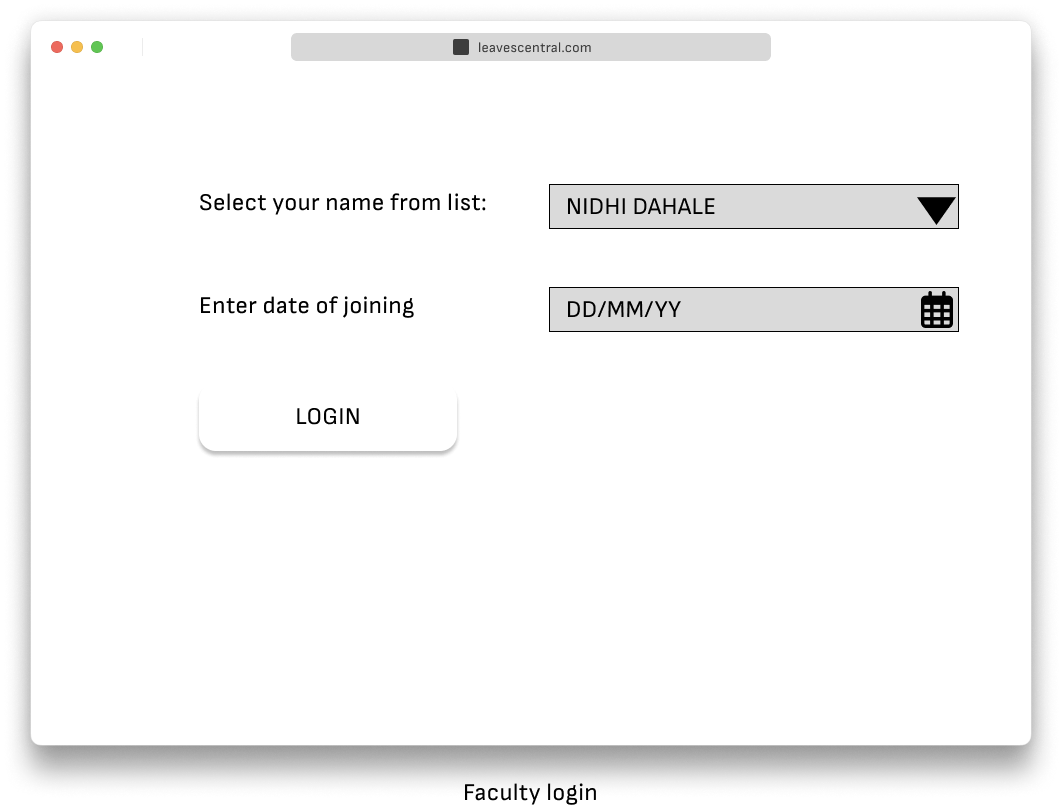 leavescentral.com
Select your name from list:
NIDHI DAHALE
Enter date of joining
DD/MM/YY
LOGIN
Faculty login